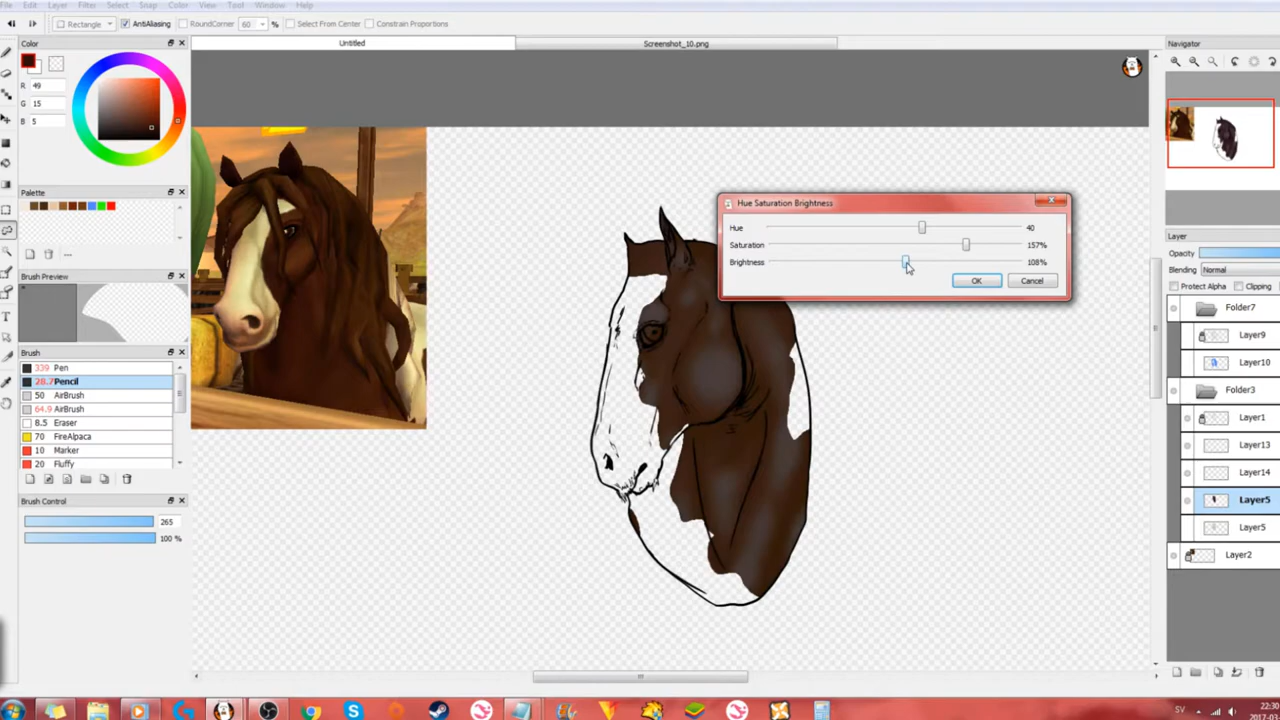 File Edit Layer Filter Select Snap Color View Tool Window Help
Rectangle AntiAliasing RoundCorner 60 Select From Center Constrain Proportions
Color
Untitled
Screenshot_10.png
Navigator
R 49
G 15
B 5
Palette
Hue Saturation Brightness
Hue 40
Saturation 157%
Brightness 108%
OK Cancel
Layer
Opacity
Blending Normal
Protect Alpha Clipping
Folder7
Layer9
Layer10
Folder3
Layer1
Layer13
Layer14
Layer5
Layer5
Layer2
Brush Preview
Brush
339 Pen
28.7 Pencil
50 AirBrush
64.9 AirBrush
8.5 Eraser
70 FireAlpaca
10 Marker
20 Fluffy
Brush Control
265
100 %
SV
22:30